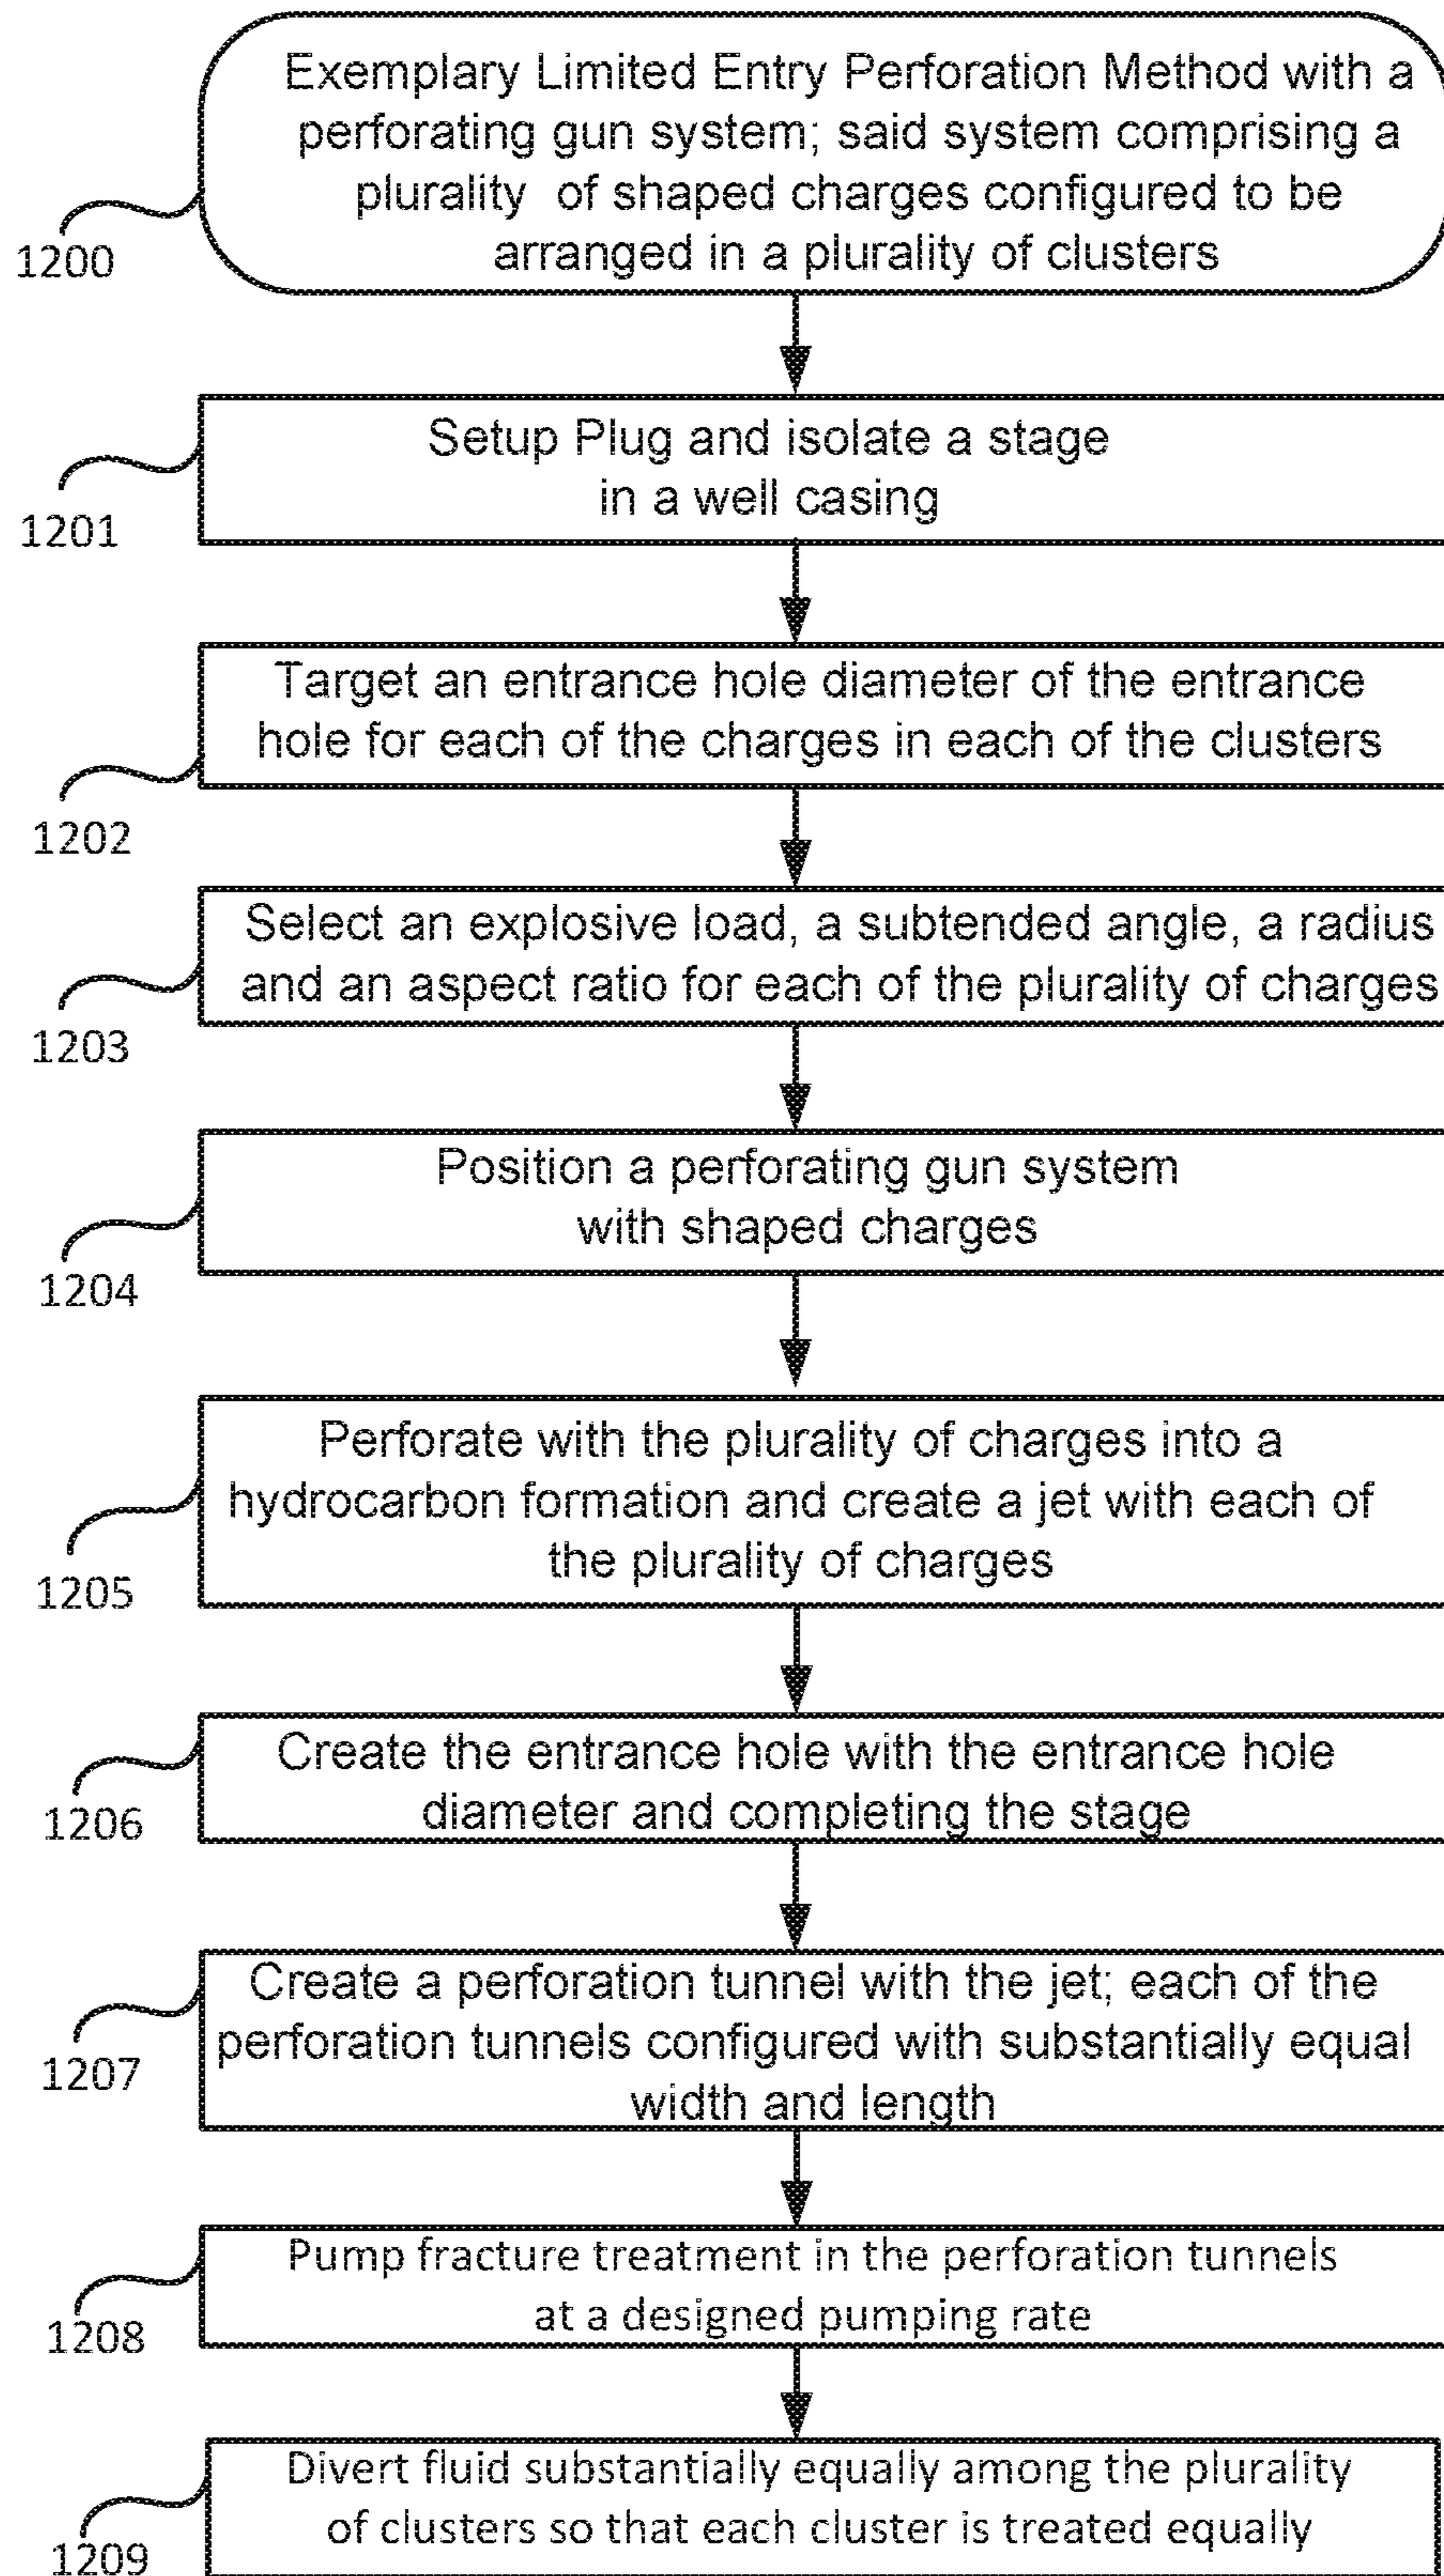 Exemplary Limited Entry Perforation Method with a
perforating gun system; said system comprising a
plurality of shaped charges configured to be
arranged in a plurality of clusters
1200
Setup Plug and isolate a stage
in a well casing
1201
Target an entrance hole diameter of the entrance
hole for each of the charges in each of the clusters
1202
Select an explosive load, a subtended angle, a radius
and an aspect ratio for each of the plurality of charges
1203
Position a perforating gun system
with shaped charges
1204
Perforate with the plurality of charges into a
hydrocarbon formation and create a jet with each of
the plurality of charges
1205
Create the entrance hole with the entrance hole
diameter and completing the stage
1206
Create a perforation tunnel with the jet; each of the
perforation tunnels configured with substantially equal
width and length
1207
Pump fracture treatment in the perforation tunnels
at a designed pumping rate
1208
Divert fluid substantially equally among the plurality
of clusters so that each cluster is treated equally
1209